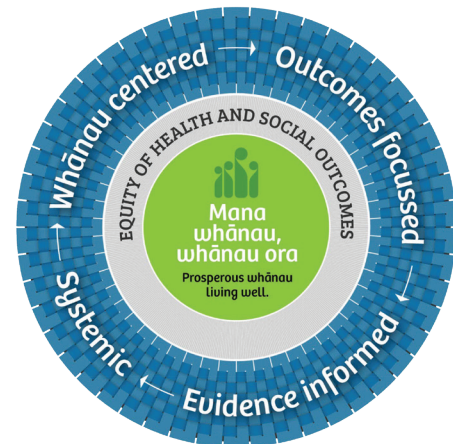 Whānau centered
Outcomes focussed
Evidence informed
Systemic
EQUITY OF HEALTH AND SOCIAL OUTCOMES
Mana
whānau,
whānau ora
Prosperous whānau
living well.